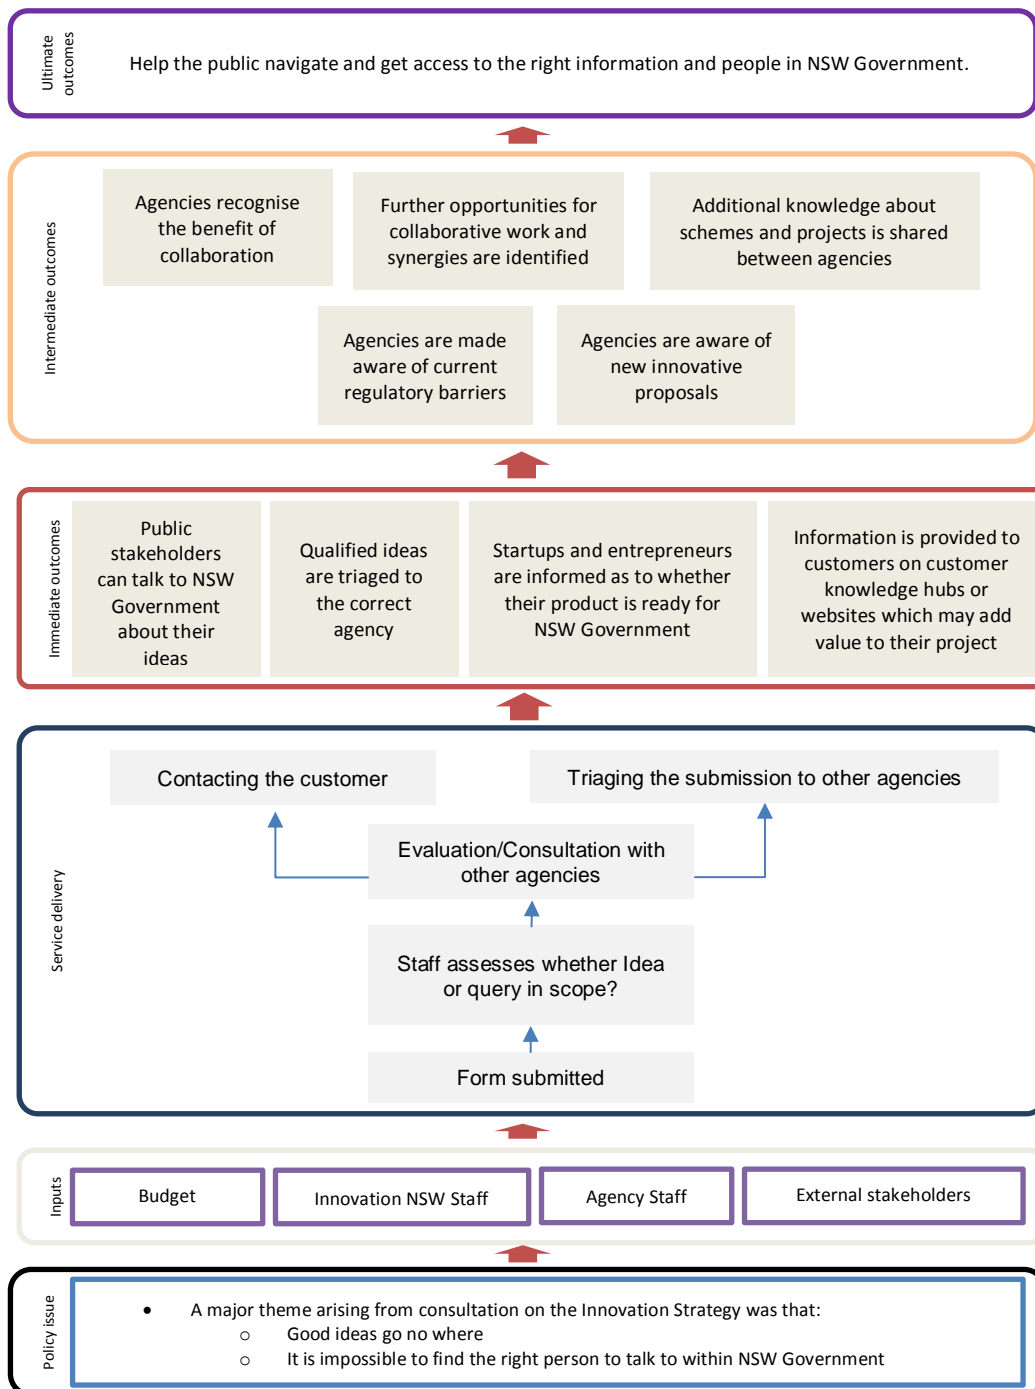 Ultimate
outcomes
Help the public navigate and get access to the right information and people in NSW Government.
Intermediate outcomes
Agencies recognise
the benefit of
collaboration
Further opportunities for
collaborative work and
synergies are identified
Additional knowledge about
schemes and projects is shared
between agencies
Agencies are made
aware of current
regulatory barriers
Agencies are aware of
new innovative
proposals
Immediate outcomes
Public
stakeholders
can talk to NSW
Government
about their
ideas
Qualified ideas
are triaged to
the correct
agency
Startups and entrepreneurs
are informed as to whether
their product is ready for
NSW Government
Information is provided to
customers on customer
knowledge hubs or
websites which may add
value to their project
Service delivery
Contacting the customer
Triaging the submission to other agencies
Evaluation/Consultation with
other agencies
Staff assesses whether Idea
or query in scope?
Form submitted
Inputs
Budget
Innovation NSW Staff
Agency Staff
External stakeholders
Policy issue
• A major theme arising from consultation on the Innovation Strategy was that:
o Good ideas go no where
o It is impossible to find the right person to talk to within NSW Government